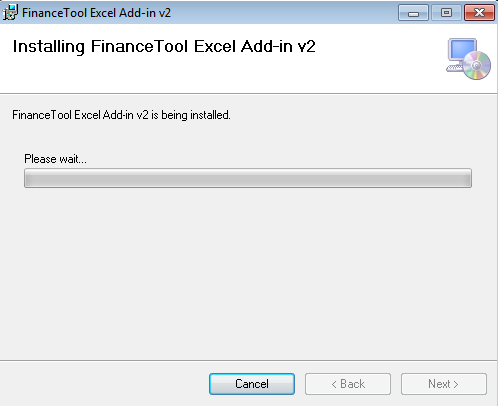 FinanceTool Excel Add-in v2
Installing FinanceTool Excel Add-in v2
FinanceTool Excel Add-in v2 is being installed.
Please wait...
Cancel
< Back
Next >